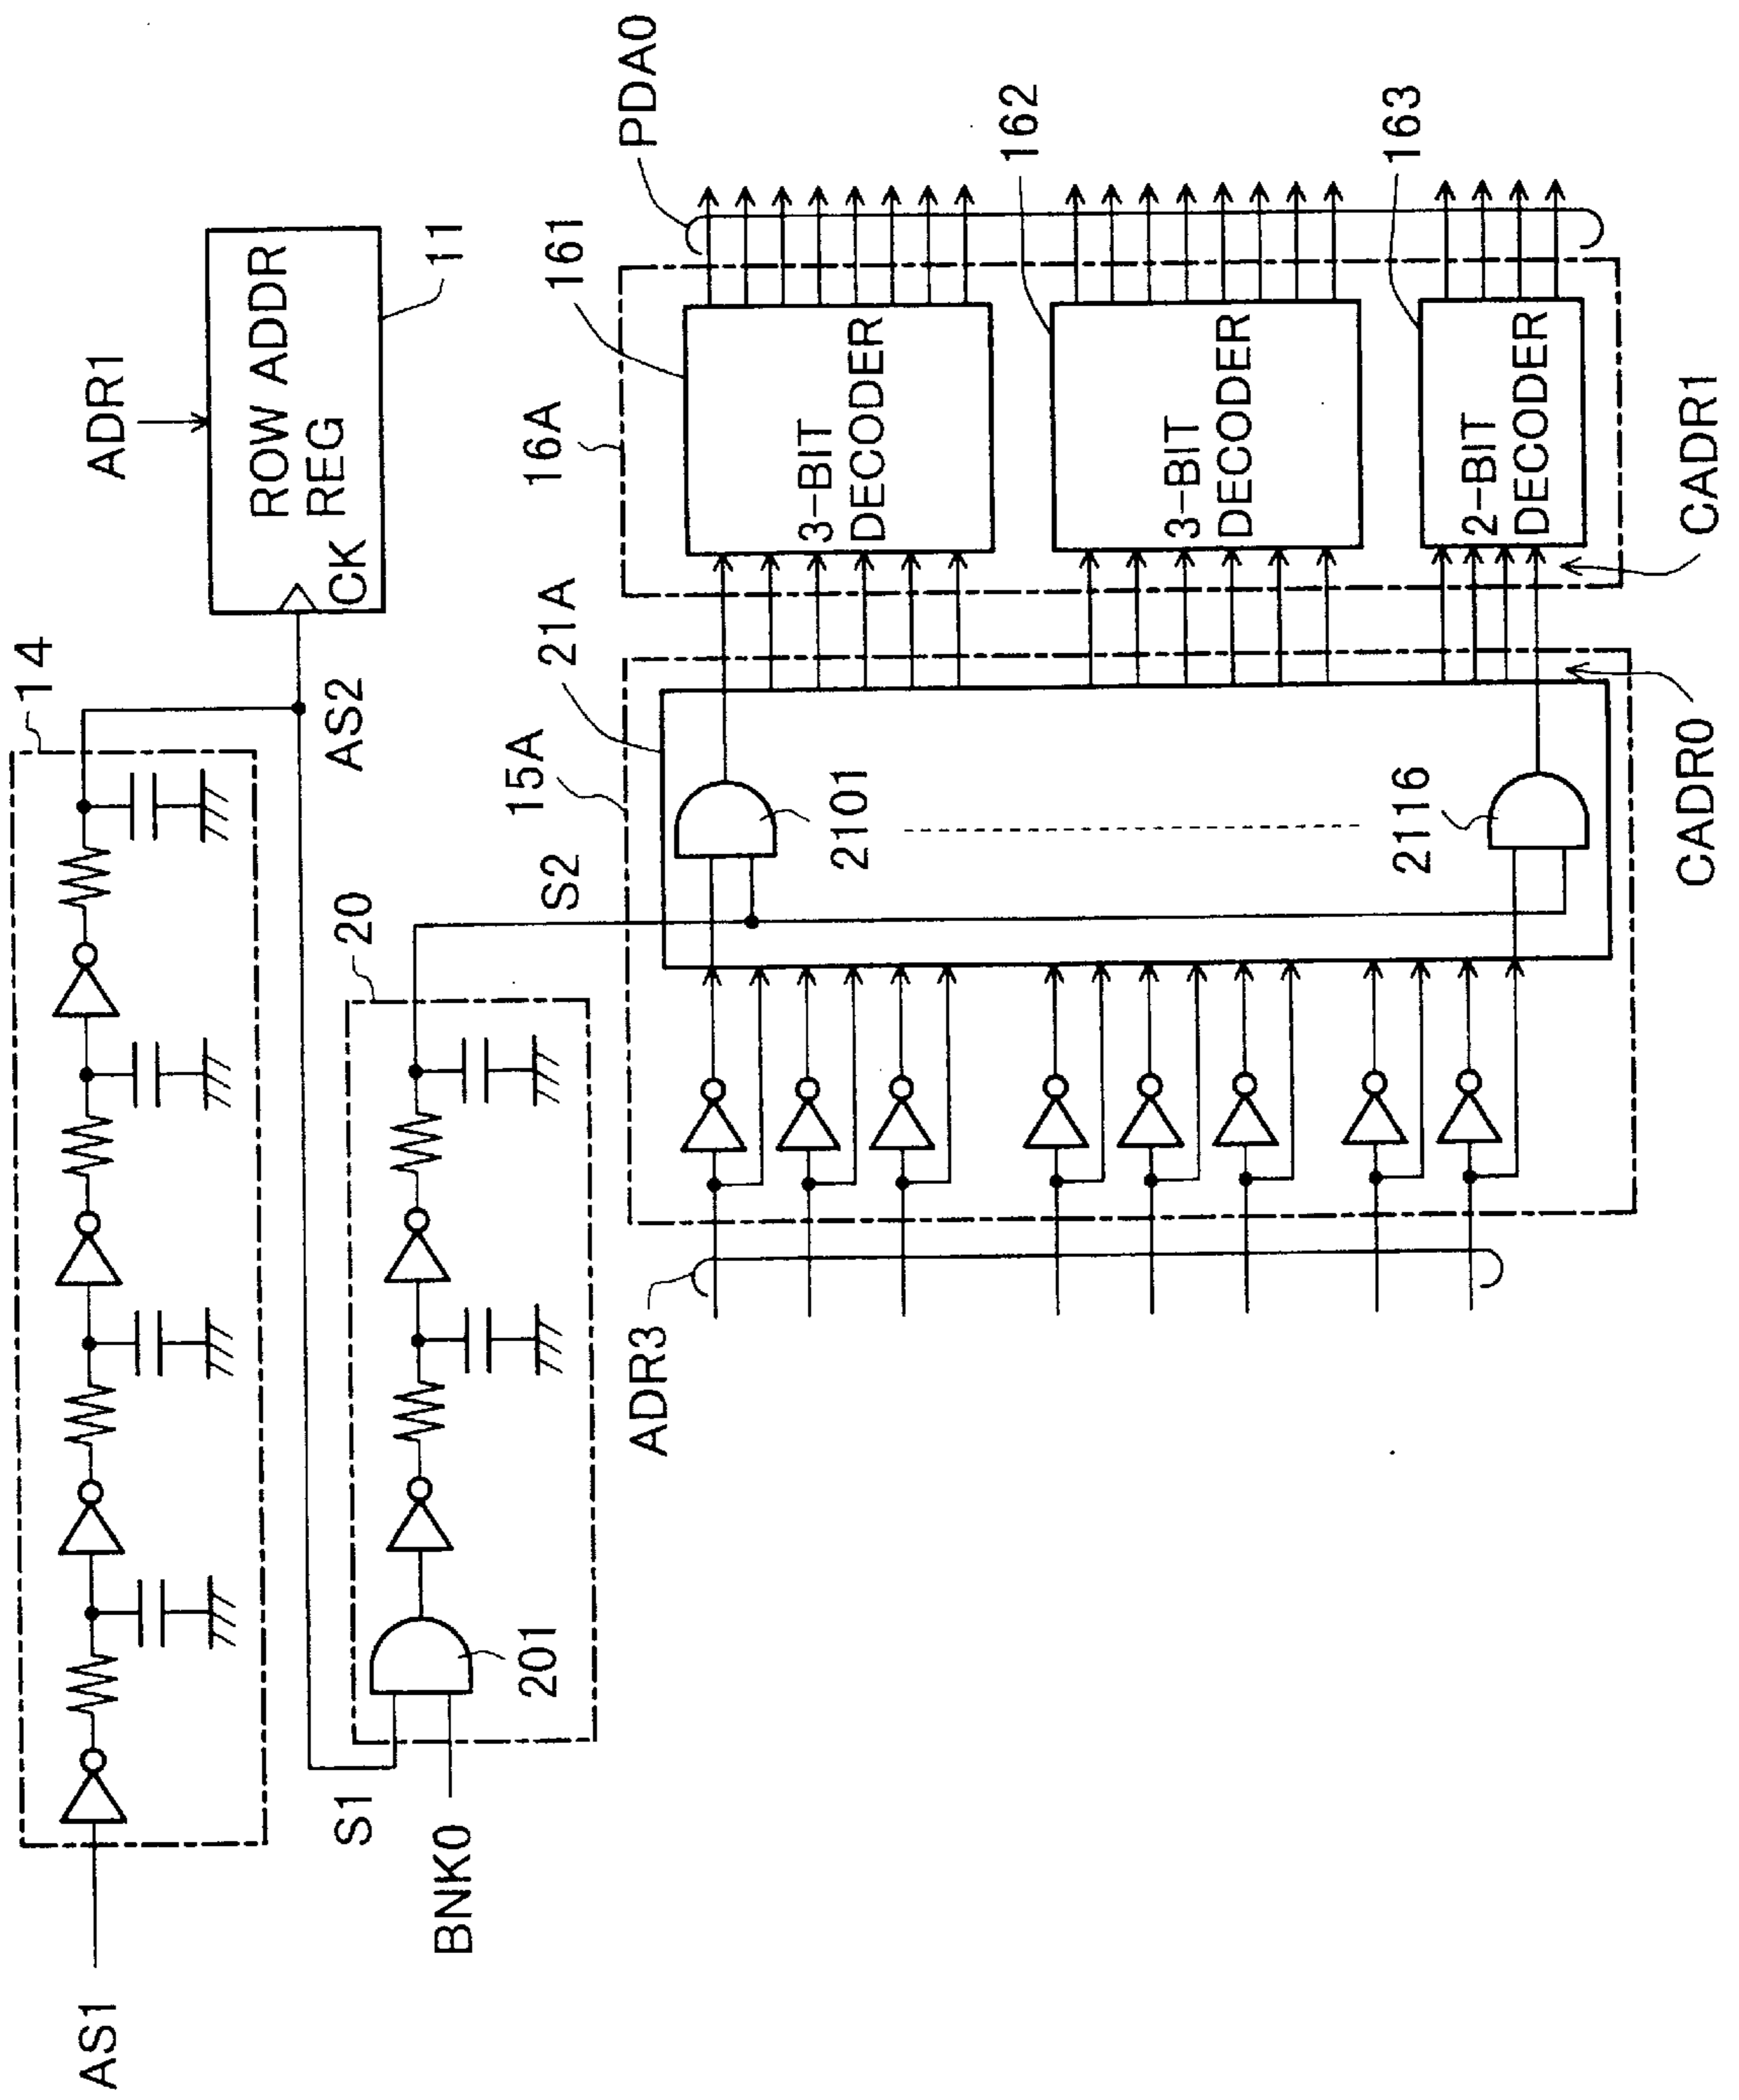 AS1
14
AS2
ADR1
ROW ADDR
REG
CK
11
S1
BNK0
201
20
S2
ADR3
15A
21A
2101
2116
CADR0
16A
161
3-BIT
DECODER
162
3-BIT
DECODER
163
2-BIT
DECODER
CADR1
PDA0